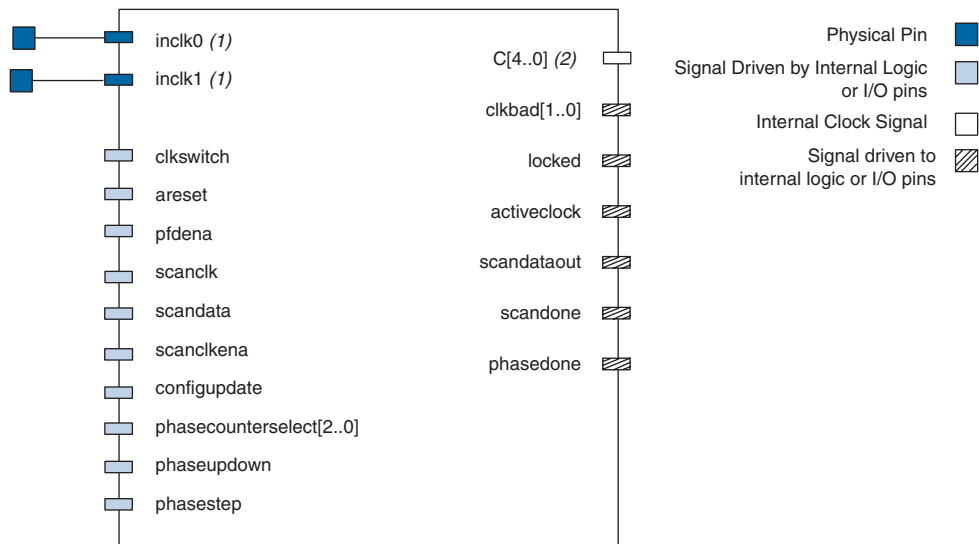 inclk0 (1)
inclk1 (1)
clkswitch
areset
pfdena
scanclk
scandata
scanclkena
configupdate
phasecounterselect[2..0]
phaseupdown
phasestep
C[4..0] (2)
clkbad[1..0]
locked
activeclock
scandataout
scandone
phasedone
Physical Pin
Signal Driven by Internal Logic
or I/O pins
Internal Clock Signal
Signal driven to
internal logic or I/O pins